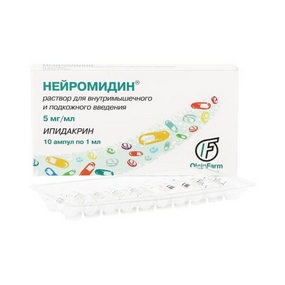 НЕЙРОМИДИН®
раствор для внутримышечного
и подкожного введения
5 мг/мл
ИПИДАКРИН
10 ампул по 1 мл
OlainFarm